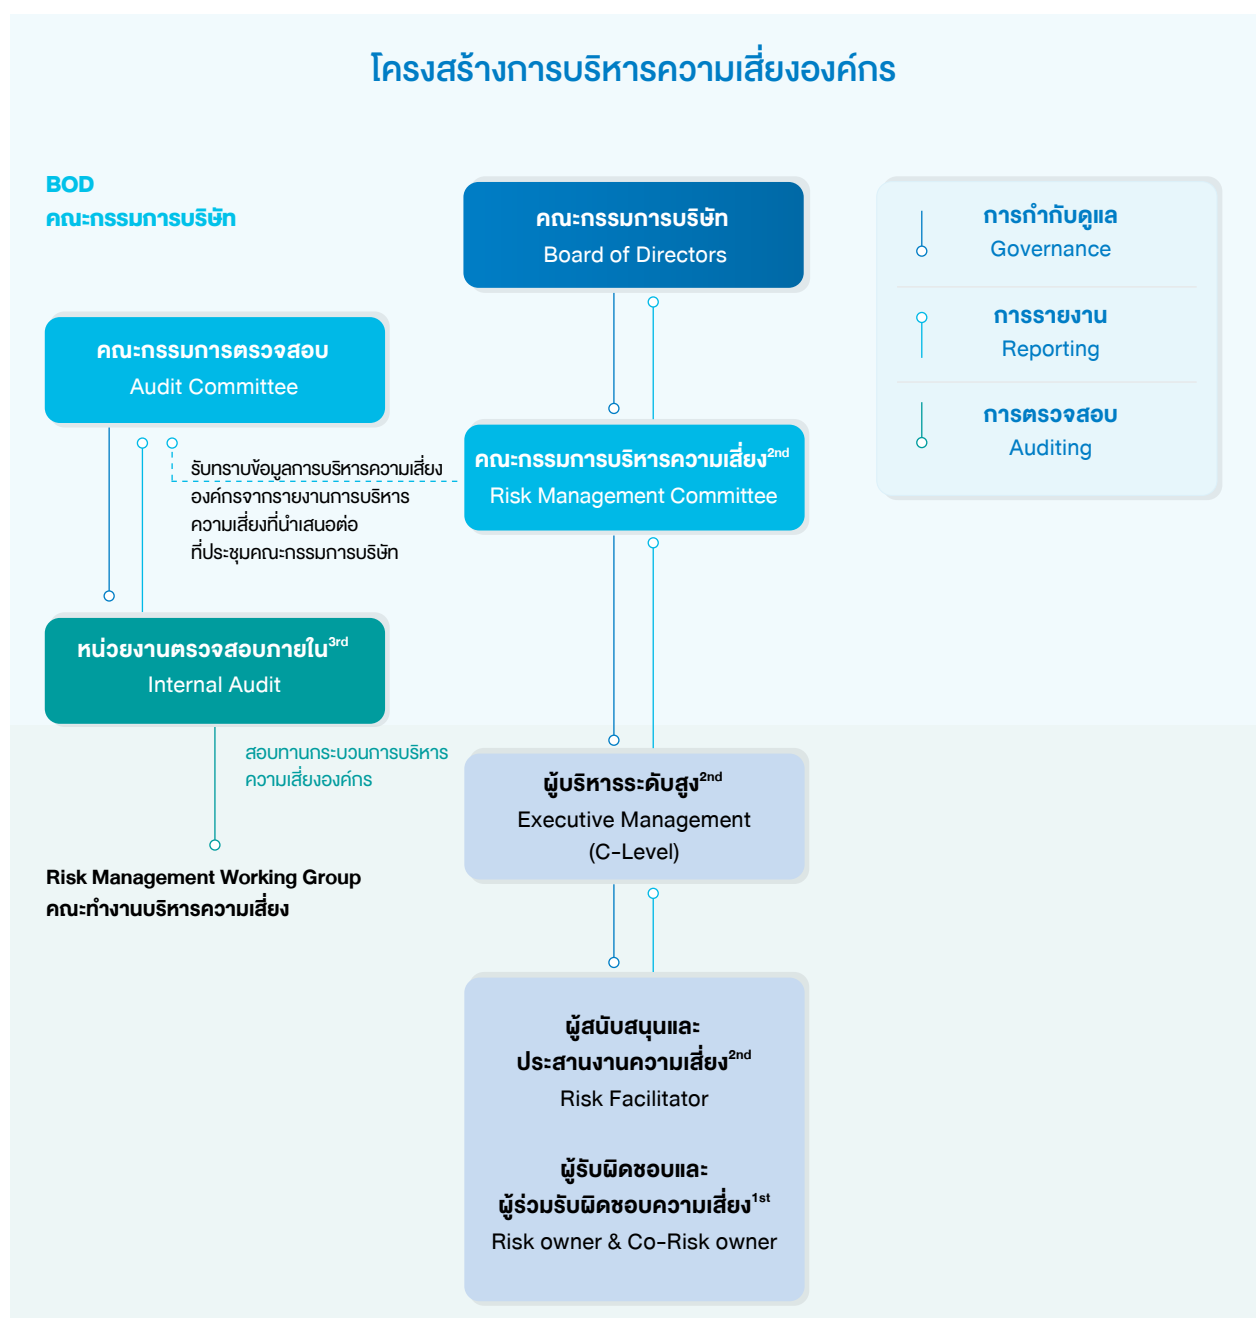 โครงสร้างการบริหารความเสี่ยงองค์กร
BOD
คณะกรรมการบริษัท
คณะกรรมการบริษัท
Board of Directors
การกำกับดูแล
Governance
การรายงาน
Reporting
การตรวจสอบ
Auditing
คณะกรรมการตรวจสอบ
Audit Committee
รับทราบข้อมูลการบริหารความเสี่ยง
องค์กรจากรายงานการบริหาร
ความเสี่ยงที่นำเสนอต่อ
ที่ประชุมคณะกรรมการบริษัท
คณะกรรมการบริหารความเสี่ยง2nd
Risk Management Committee
หน่วยงานตรวจสอบภายใน3rd
Internal Audit
สอบทานกระบวนการบริหาร
ความเสี่ยงองค์กร
ผู้บริหารระดับสูง2nd
Executive Management
(C-Level)
Risk Management Working Group
คณะทำงานบริหารความเสี่ยง
ผู้สนับสนุนและ
ประสานงานความเสี่ยง2nd
Risk Facilitator
ผู้รับผิดชอบและ
ผู้ร่วมรับผิดชอบความเสี่ยง1st
Risk owner & Co-Risk owner